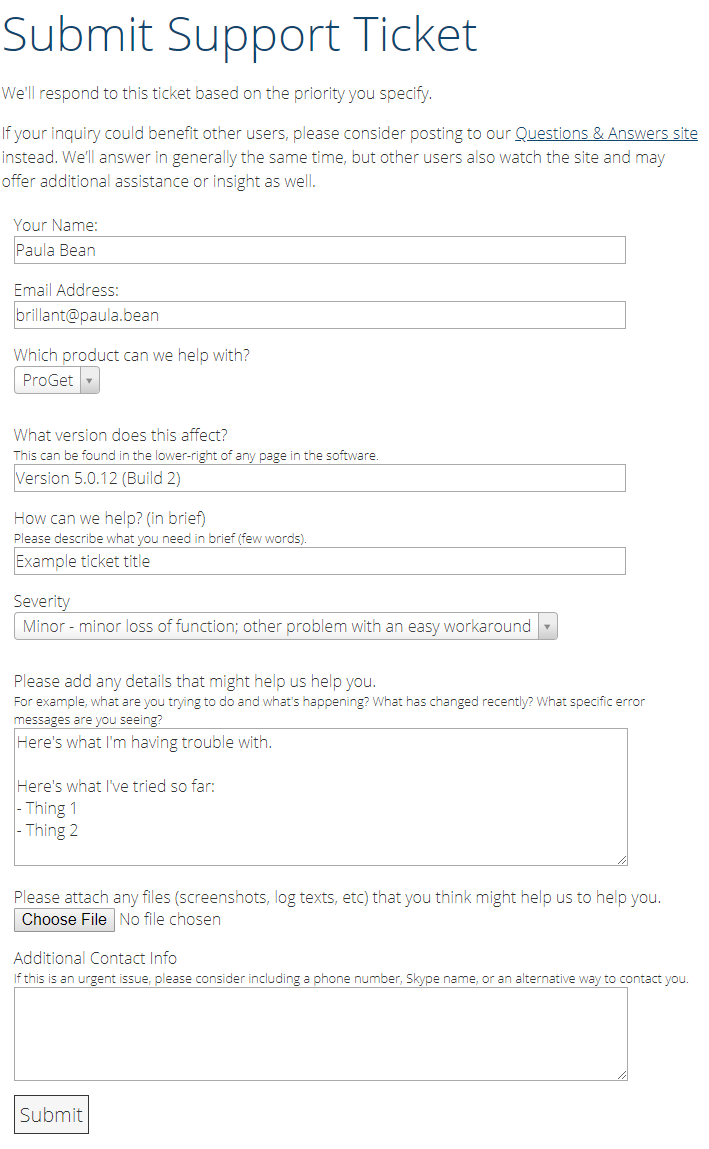 Submit Support Ticket
We'll respond to this ticket based on the priority you specify.
If your inquiry could benefit other users, please consider posting to our Questions & Answers site
instead. We'll answer in generally the same time, but other users also watch the site and may
offer additional assistance or insight as well.
Your Name:
Paula Bean
Email Address:
brillant@paula.bean
Which product can we help with?
ProGet
What version does this affect?
This can be found in the lower-right of any page in the software.
Version 5.0.12 (Build 2)
How can we help? (in brief)
Please describe what you need in brief (few words).
Example ticket title
Severity
Minor - minor loss of function; other problem with an easy workaround
Please add any details that might help us help you.
For example, what are you trying to do and what's happening? What has changed recently? What specific error
messages are you seeing?
Here's what I'm having trouble with.
Here's what I've tried so far:
- Thing 1
- Thing 2
Please attach any files (screenshots, log texts, etc) that you think might help us to help you.
Choose File No file chosen
Additional Contact Info
If this is an urgent issue, please consider including a phone number, Skype name, or an alternative way to contact you.
Submit